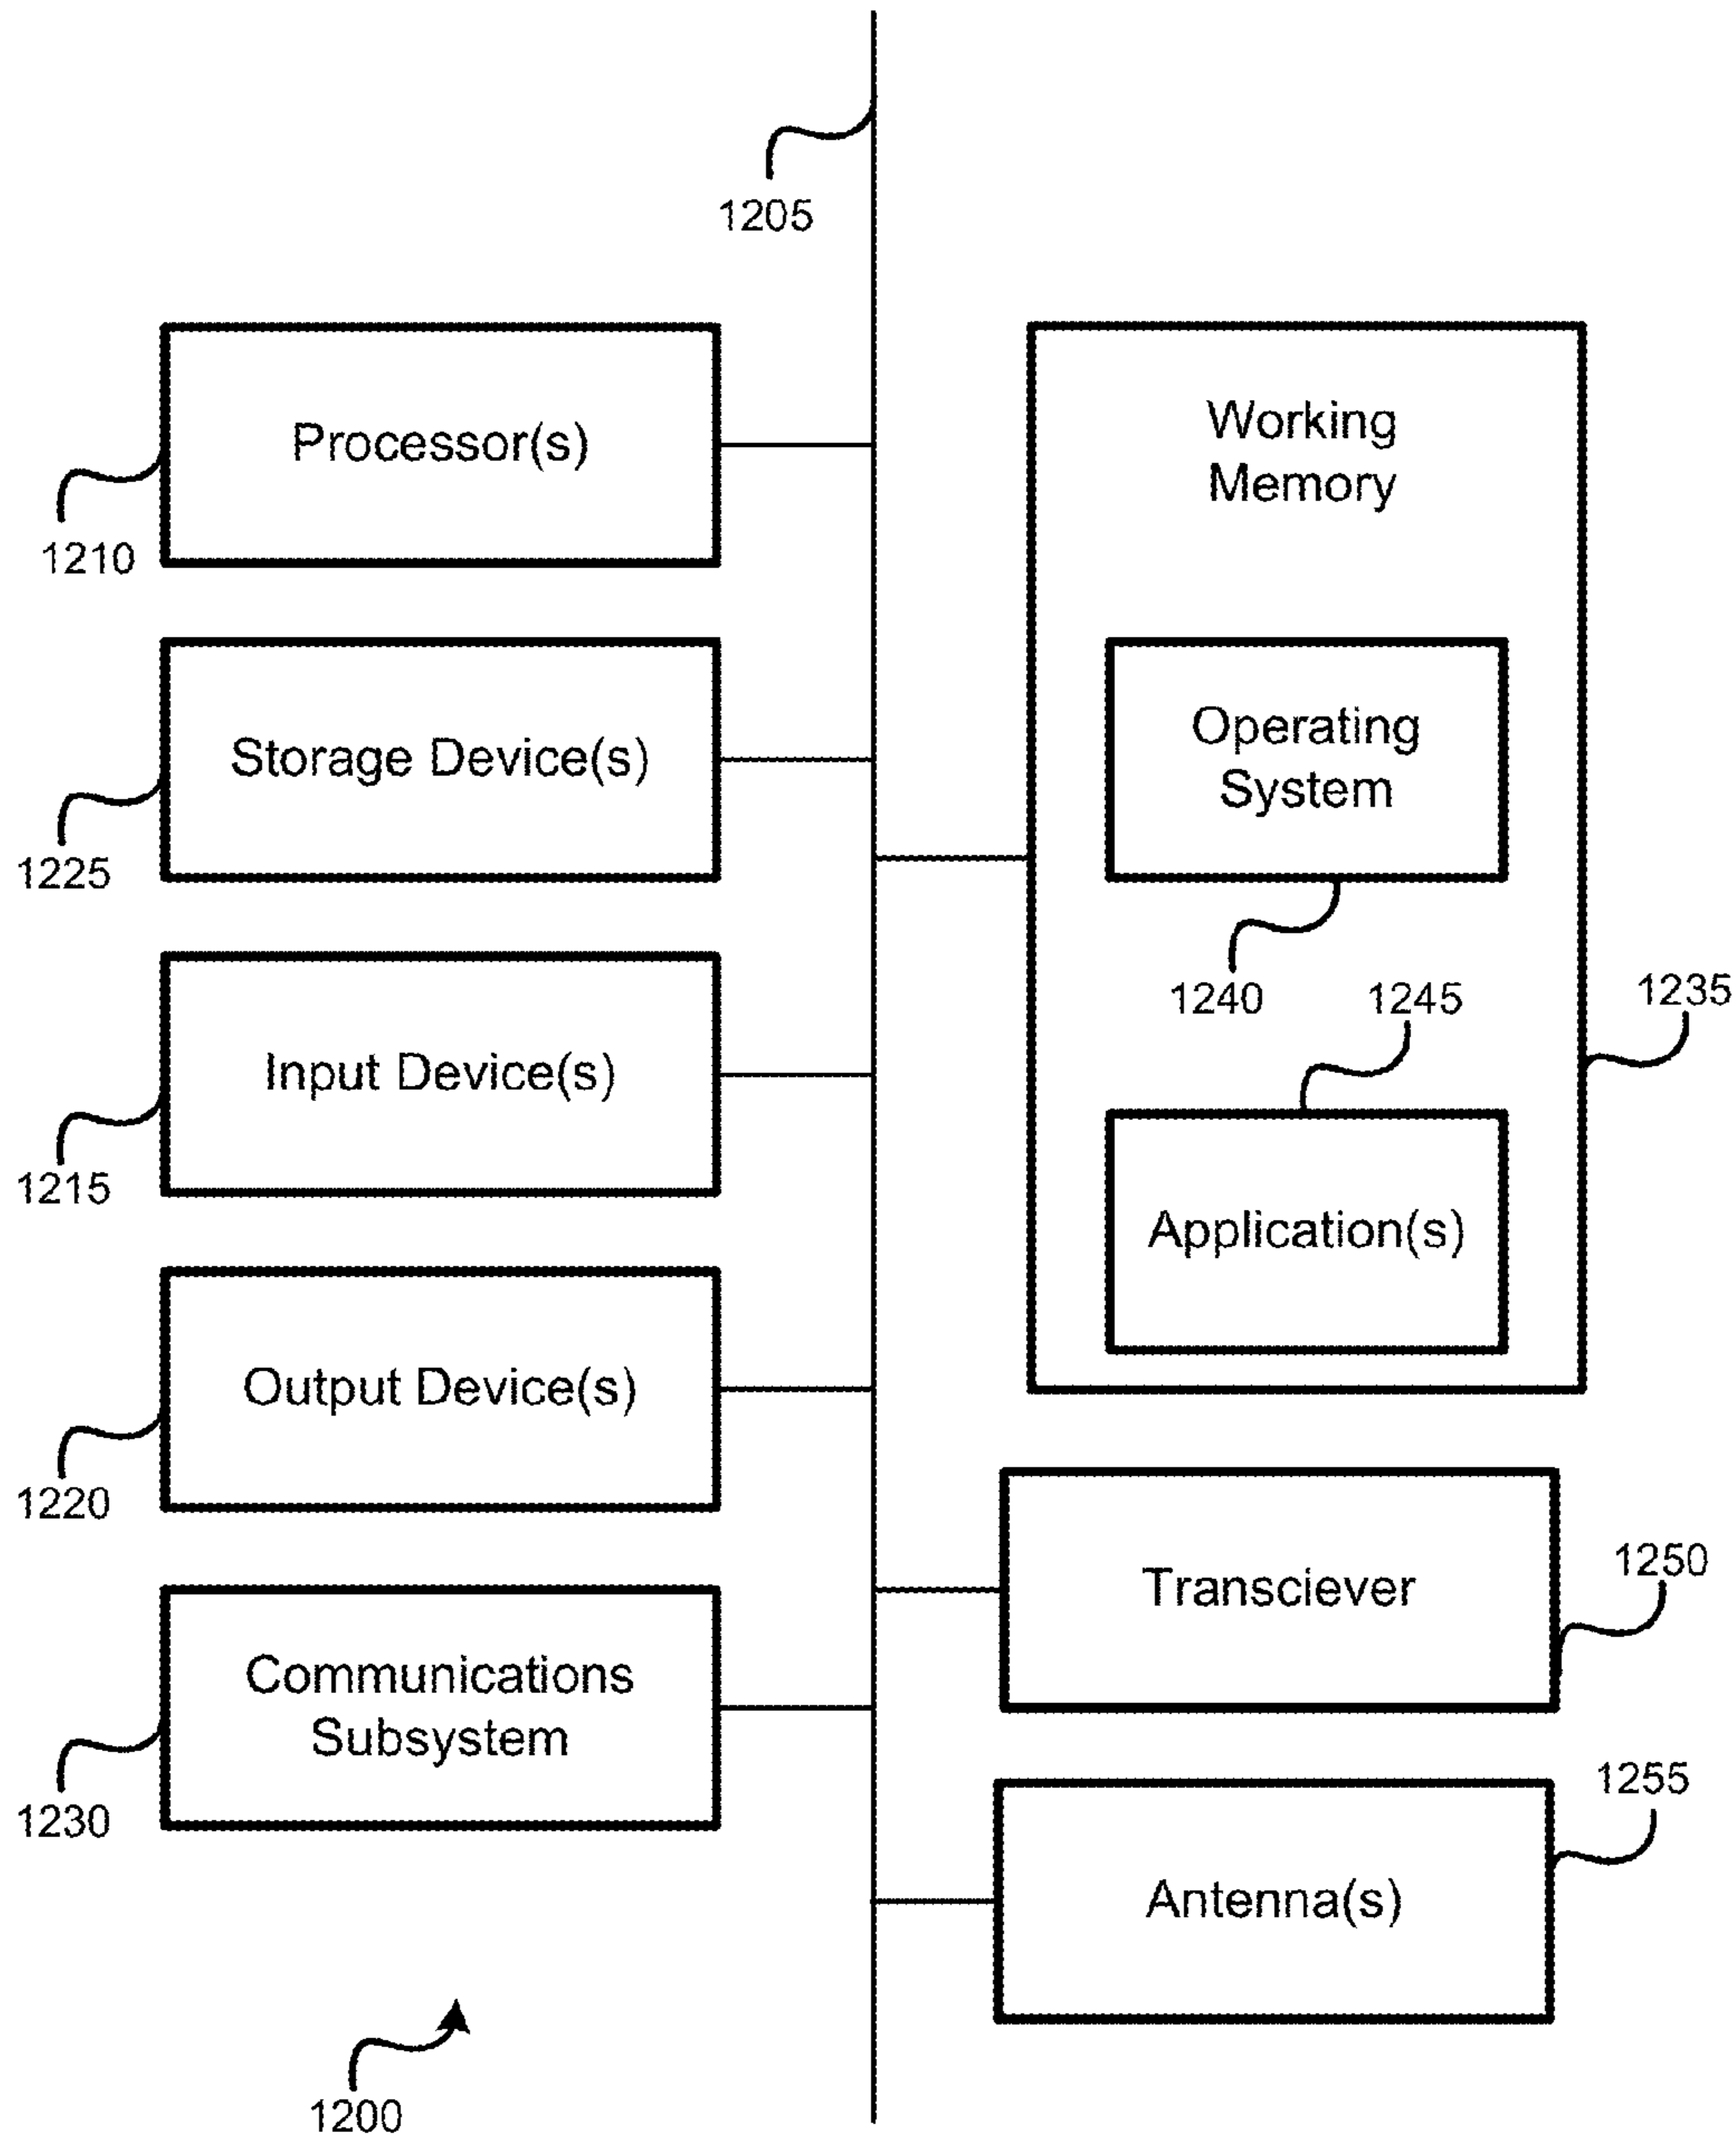 1205
Processor(s)
1210
Storage Device(s)
1225
Input Device(s)
1215
Output Device(s)
1220
Communications
Subsystem
1230
1200
Working
Memory
Operating
System
1240
1245
1235
Application(s)
Transciever
1250
Antenna(s)
1255